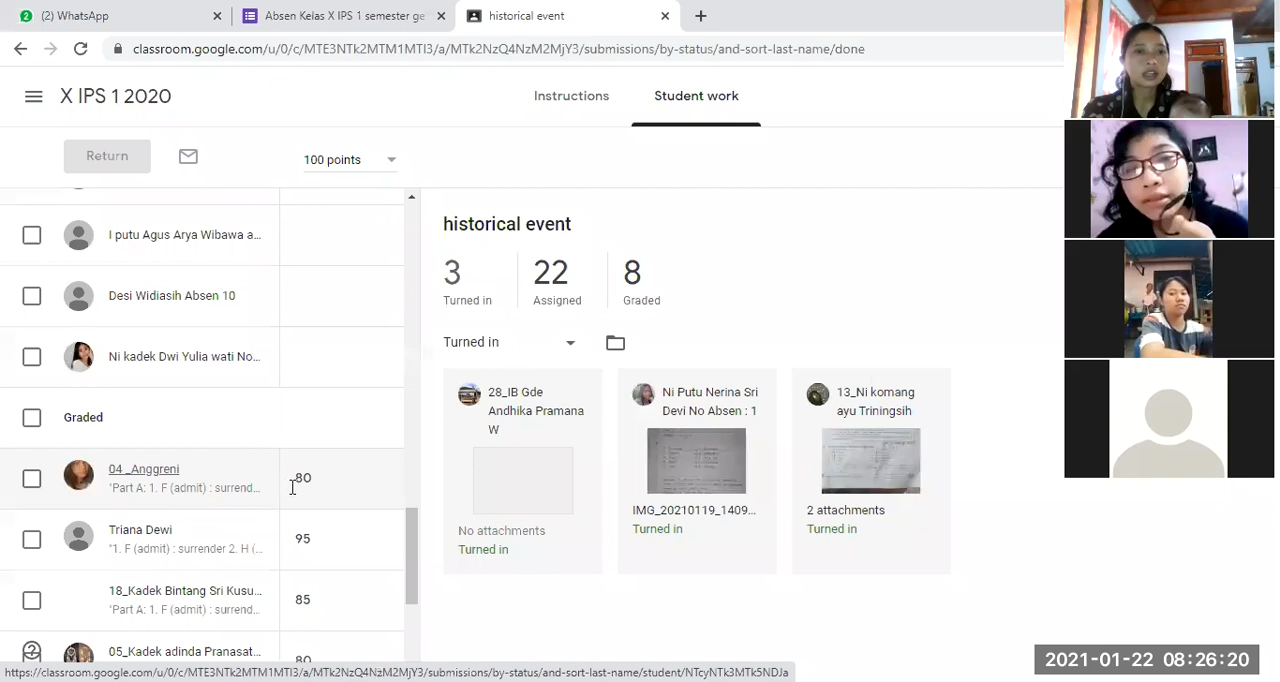 2
(2) WhatsApp
Absen Kelas X IPS 1 semester ge
historical event
classroom.google.com/u/0/c/MTE3NTk2MTM1MTI3/a/MTk2NzQ4NzM2MjY3/submissions/by-status/and-sort-last-name/done
X IPS 1 2020
Instructions
Student work
Return
100 points
I putu Agus Arya Wibawa a...
Desi Widiasih Absen 10
Ni kadek Dwi Yulia wati No...
Graded
04 _Anggreni
"Part A: 1. F (admit) : surrend...
80
Triana Dewi
"1. F (admit) : surrender 2. H (...
95
18_Kadek Bintang Sri Kusu...
"Part A: 1. F (admit) : surrend...
85
05_Kadek adinda Pranasat...
80
historical event
3
Turned in
22
Assigned
8
Graded
Turned in
28_IB Gde
Andhika Pramana
W
No attachments
Turned in
Ni Putu Nerina Sri
Devi No Absen : 1
IMG_20210119_1409...
Turned in
13_Ni komang
ayu Triningsih
2 attachments
Turned in
https://classroom.google.com/u/0/c/MTE3NTk2MTM1MTI3/a/MTk2NzQ4NzM2MjY3/submissions/by-status/and-sort-last-name/student/NTcyNTk3MTk5NDJa
2021-01-22 08:26:20